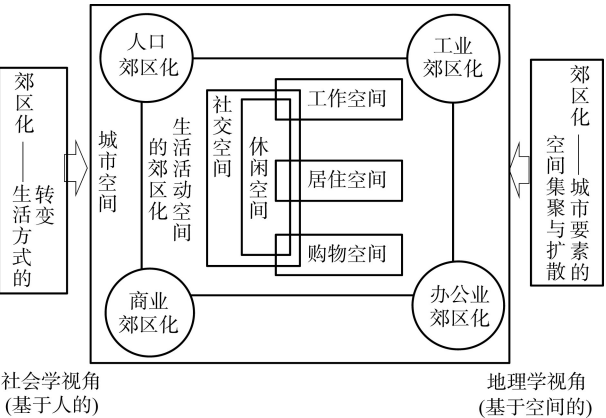 郊区化——生活方式的
转变
城市空间
人口
郊区化
工业
郊区化
生活活动空间
的郊区化
社交空间
休闲空间
工作空间
居住空间
购物空间
商业
郊区化
办公业
郊区化
郊区化——城市要素的
空间集聚与扩散
社会学视角
(基于人的)
地理学视角
(基于空间的)